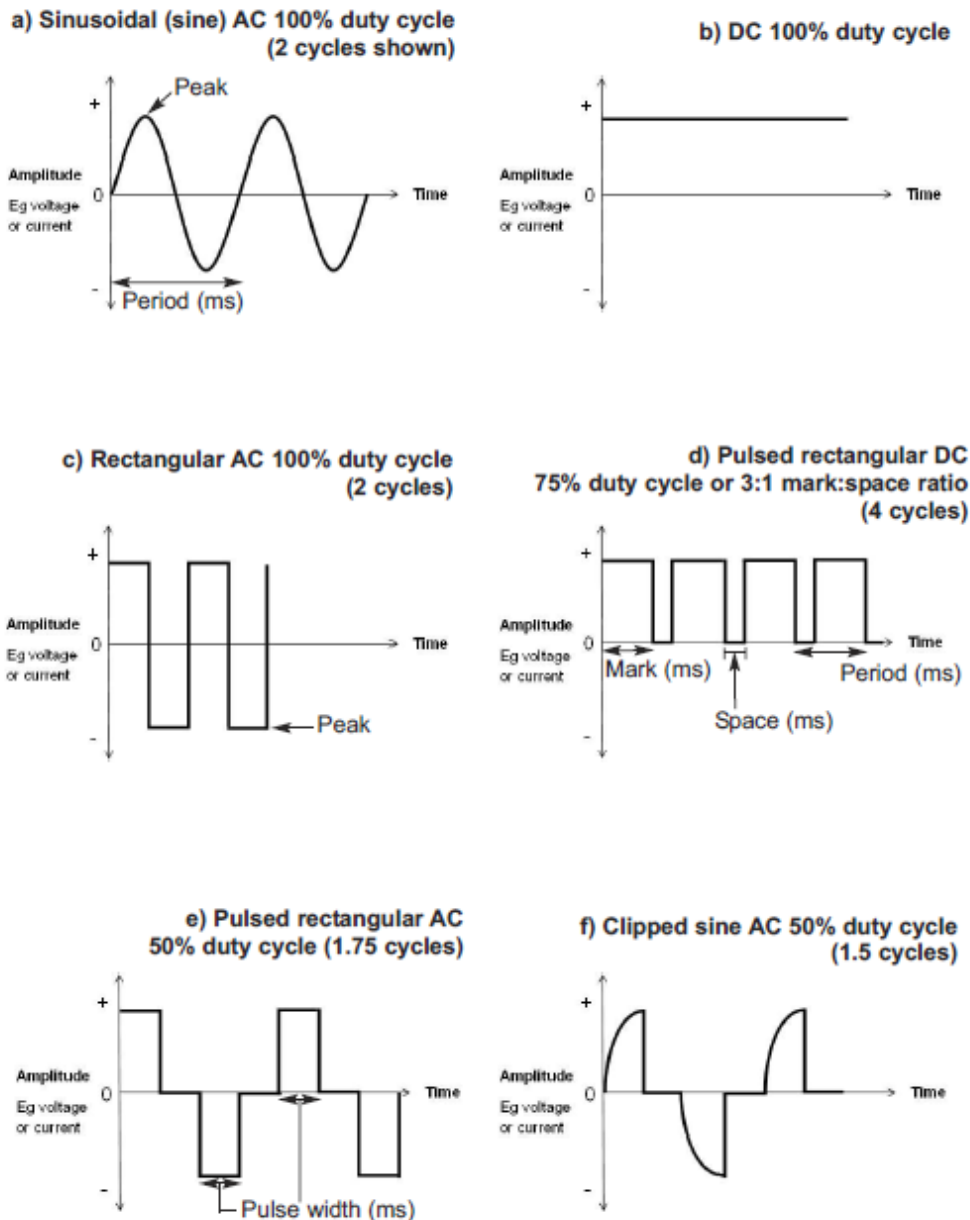 a) Sinusoidal (sine) AC 100% duty cycle
(2 cycles shown)
Peak
+
Amplitude
0
Time
Eg voltage
or current
-
Period (ms)
b) DC 100% duty cycle
+
Amplitude
0
Time
Eg voltage
or current
-
c) Rectangular AC 100% duty cycle
(2 cycles)
+
Amplitude
0
Time
Eg voltage
or current
Peak
-
d) Pulsed rectangular DC
75% duty cycle or 3:1 mark:space ratio
(4 cycles)
+
Amplitude
0
Time
Eg voltage
or current
Mark (ms)
Period (ms)
Space (ms)
-
e) Pulsed rectangular AC
50% duty cycle (1.75 cycles)
+
Amplitude
0
Time
Eg voltage
or current
-
Pulse width (ms)
f) Clipped sine AC 50% duty cycle
(1.5 cycles)
+
Amplitude
0
Time
Eg voltage
or current
-